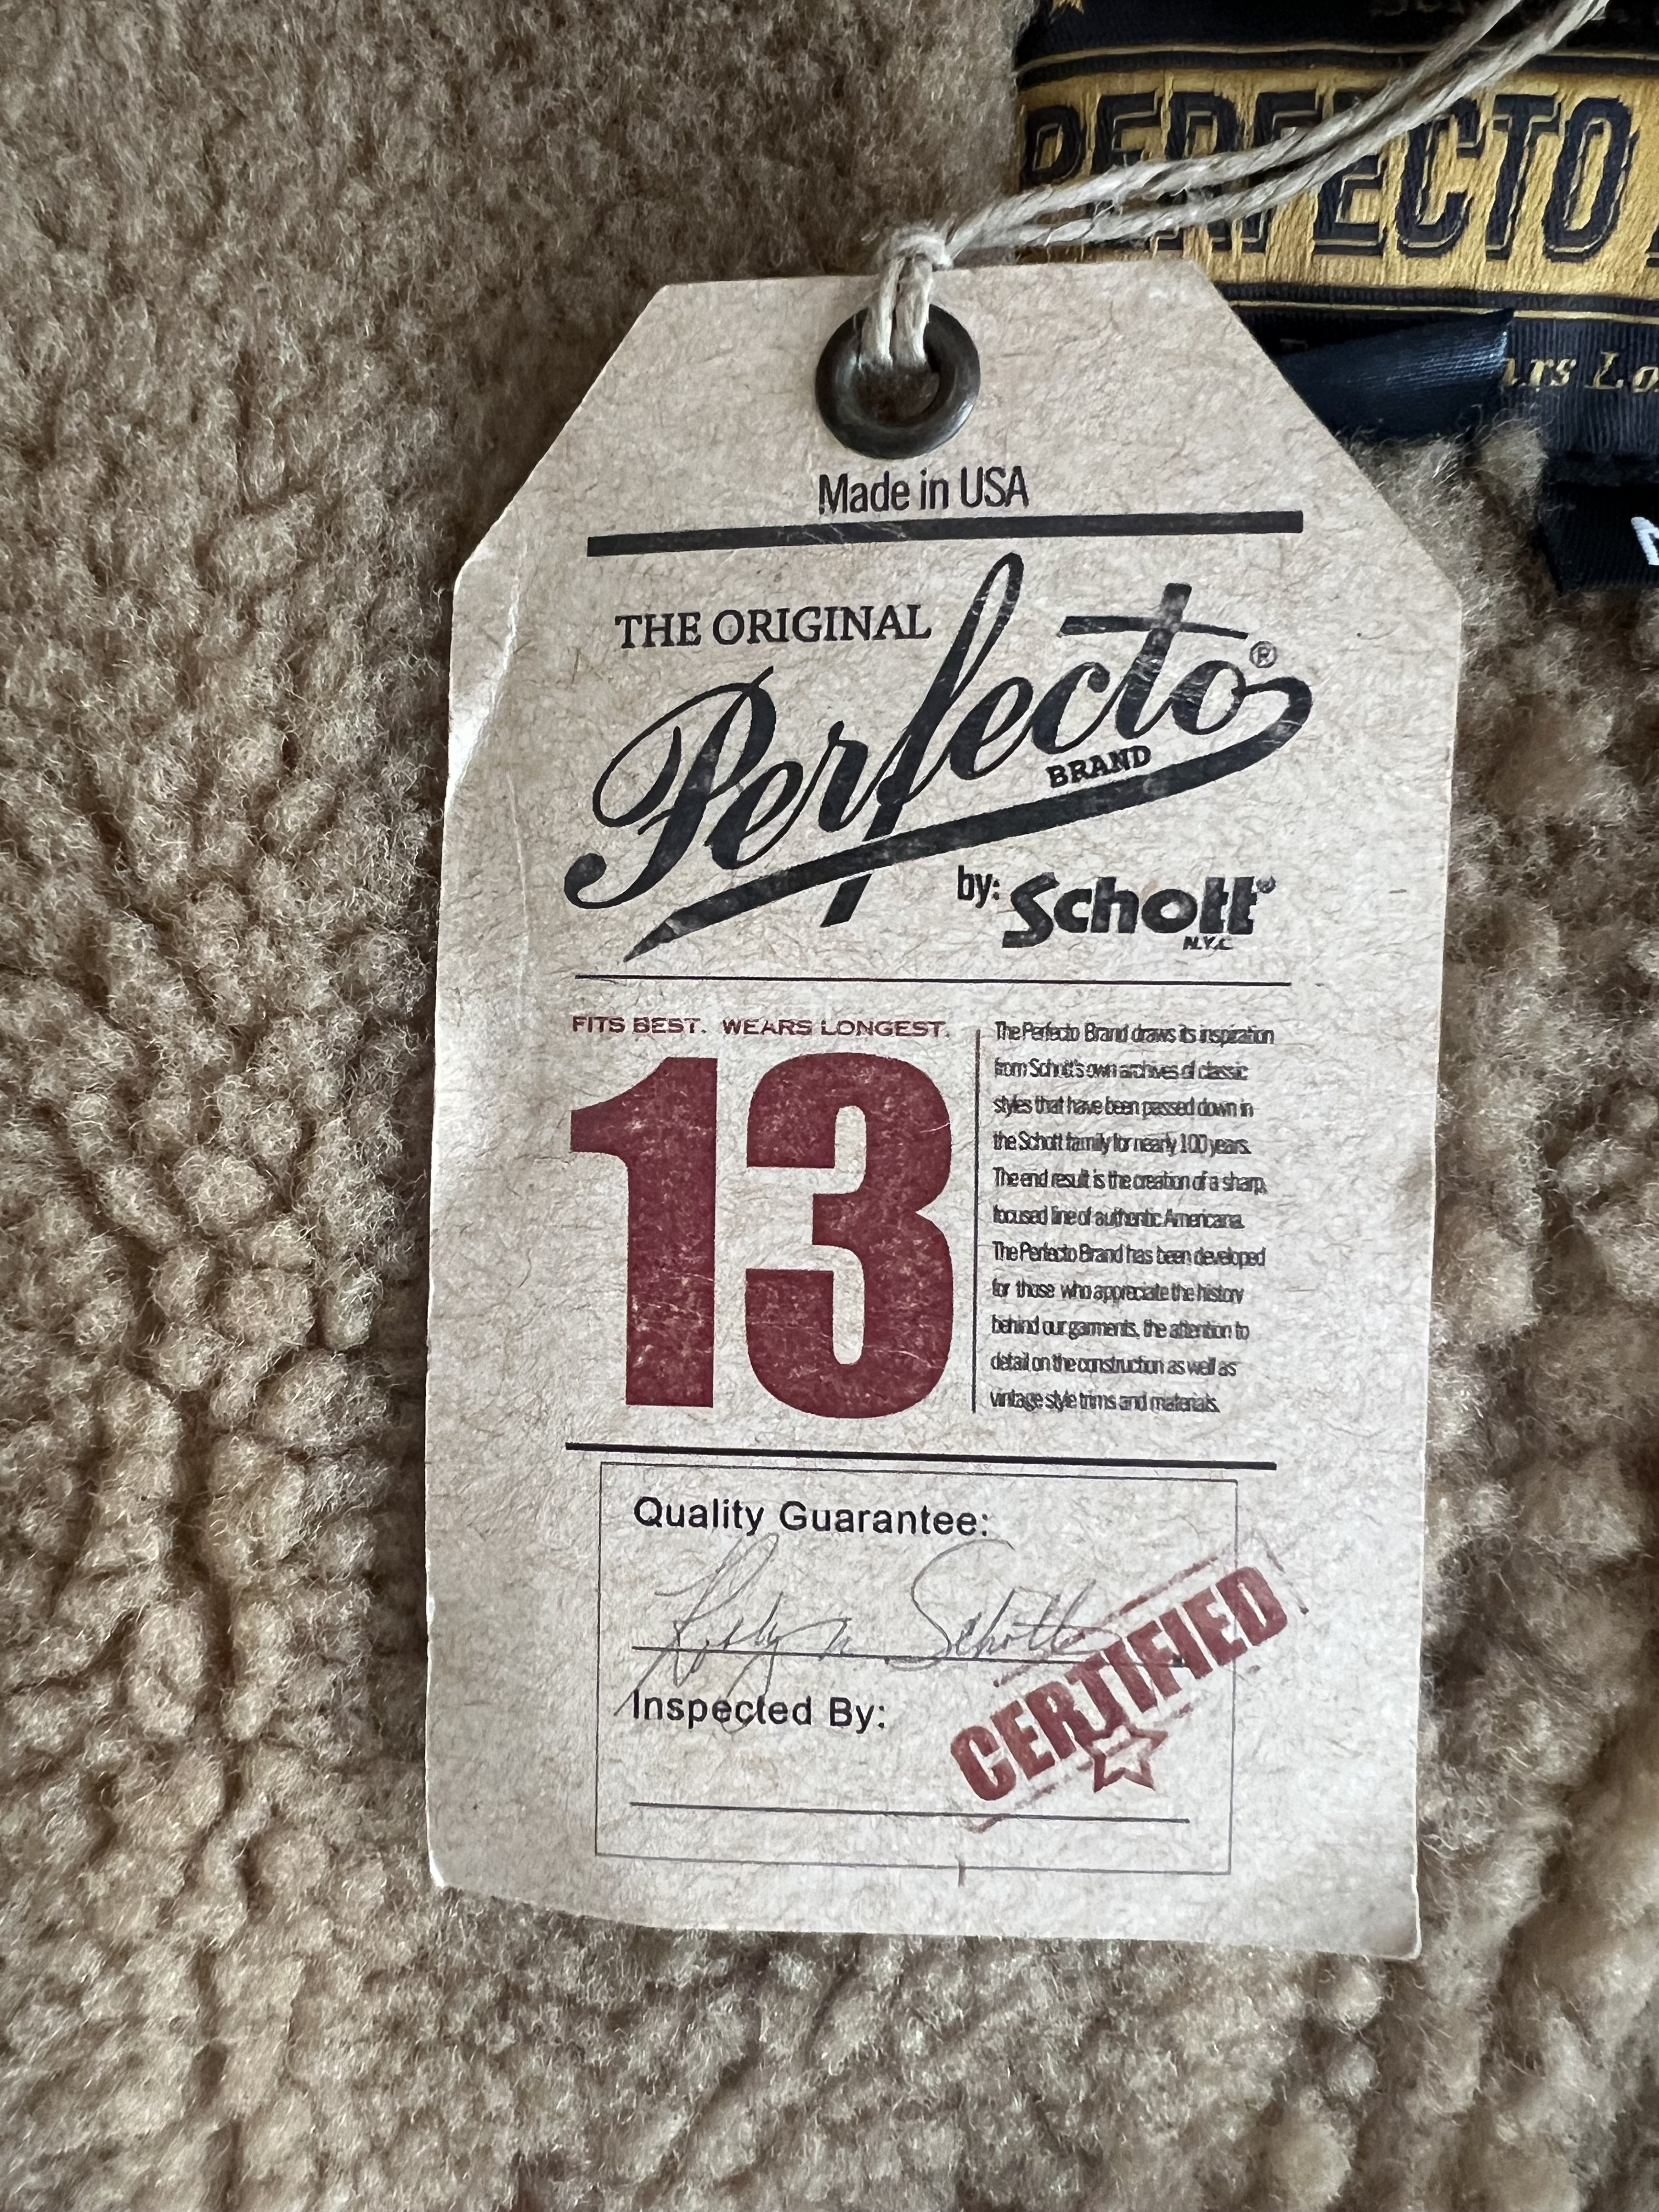 PERFECTO
Made in USA
THE ORIGINAL
Perfecto®
BRAND
by: Schott®
N.Y.C
FITS BEST. WEARS LONGEST.
13
The Perfecto Brand draws its inspiration
from Schott's own archives of classic
styles that have been passed down in
the Schott family for nearly 100 years.
The end result is the creation of a sharp,
focused line of authentic Americana.
The Perfecto Brand has been developed
for those who appreciate the history
behind our garments, the attention to
detail on the construction as well as
vintage style trims and materials.
Quality Guarantee:
Schott
Inspected By:
CERTIFIED